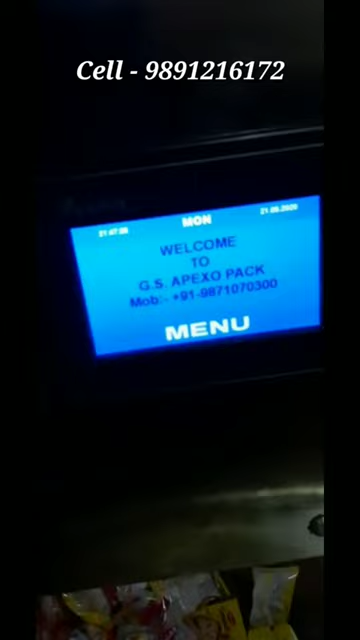 Cell - 9891216172
MON
WELCOME
TO
G.S. APEXO PACK
Mob:- +91-9871070300
MENU